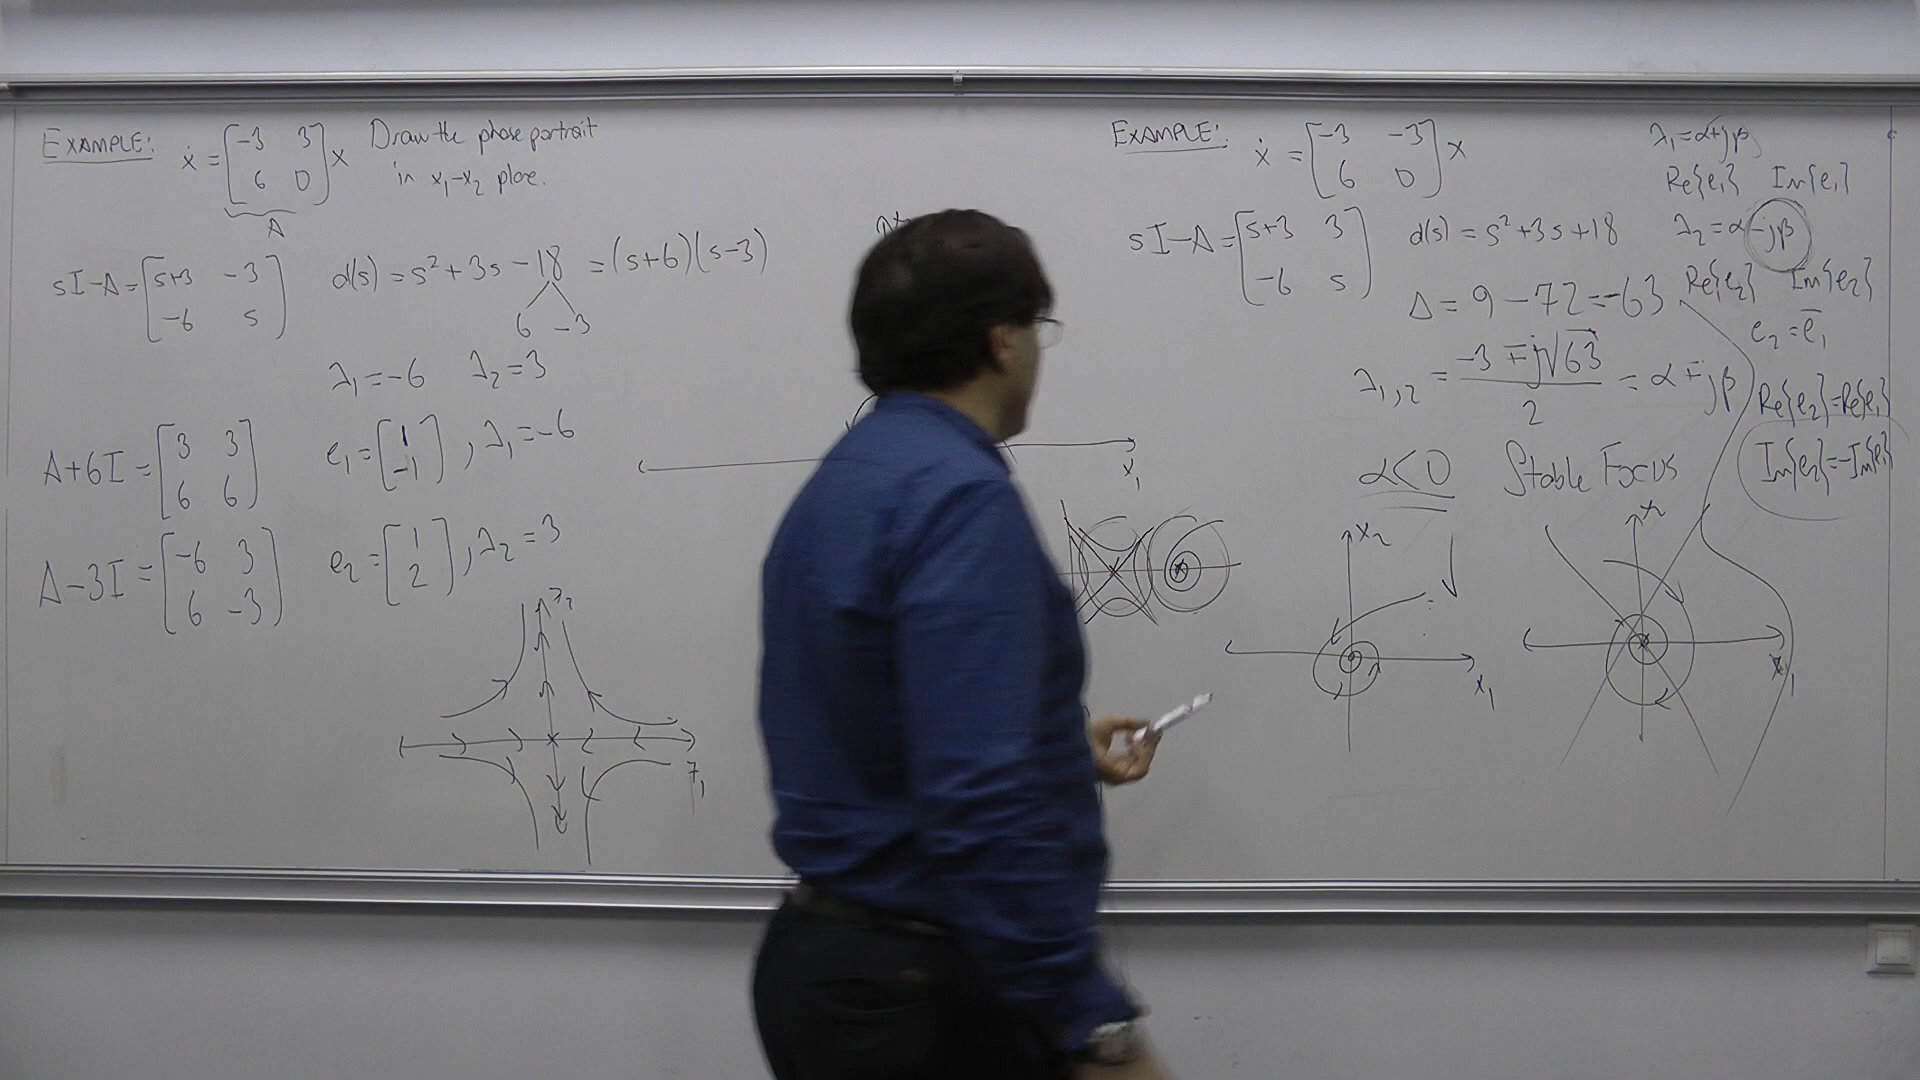 EXAMPLE: ẋ = [-3 3; 6 0] x Draw the phase portrait
in x₁-x₂ plane.
A
sI-A = [s+3 -3; -6 s] d(s) = s²+3s-18 = (s+6)(s-3)
6 -3
λ₁=-6 λ₂=3
A+6I = [3 3; 6 6] e₁ = [1; -1], λ₁=-6
A-3I = [-6 3; 6 -3] e₂ = [1; 2], λ₂=3
z₂
z₁
x₁
EXAMPLE: ẋ = [-3 -3; 6 0] x
sI-A = [s+3 3; -6 s] d(s) = s²+3s+18
Δ = 9-72=-63
λ₁,₂ = (-3∓j√63)/2 = α∓jβ
α<0 Stable Focus
x₂
x₁
x₂
x₁
λ₁=α+jβ
Re{e₁} Im{e₁}
λ₂=α-jβ
Re{e₂} Im{e₂}
e₂=ē₁
Re{e₂}=Re{e₁}
Im{e₂}=-Im{e₁}